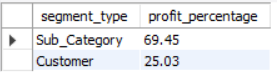 segment_type profit_percentage
Sub_Category 69.45
Customer 25.03